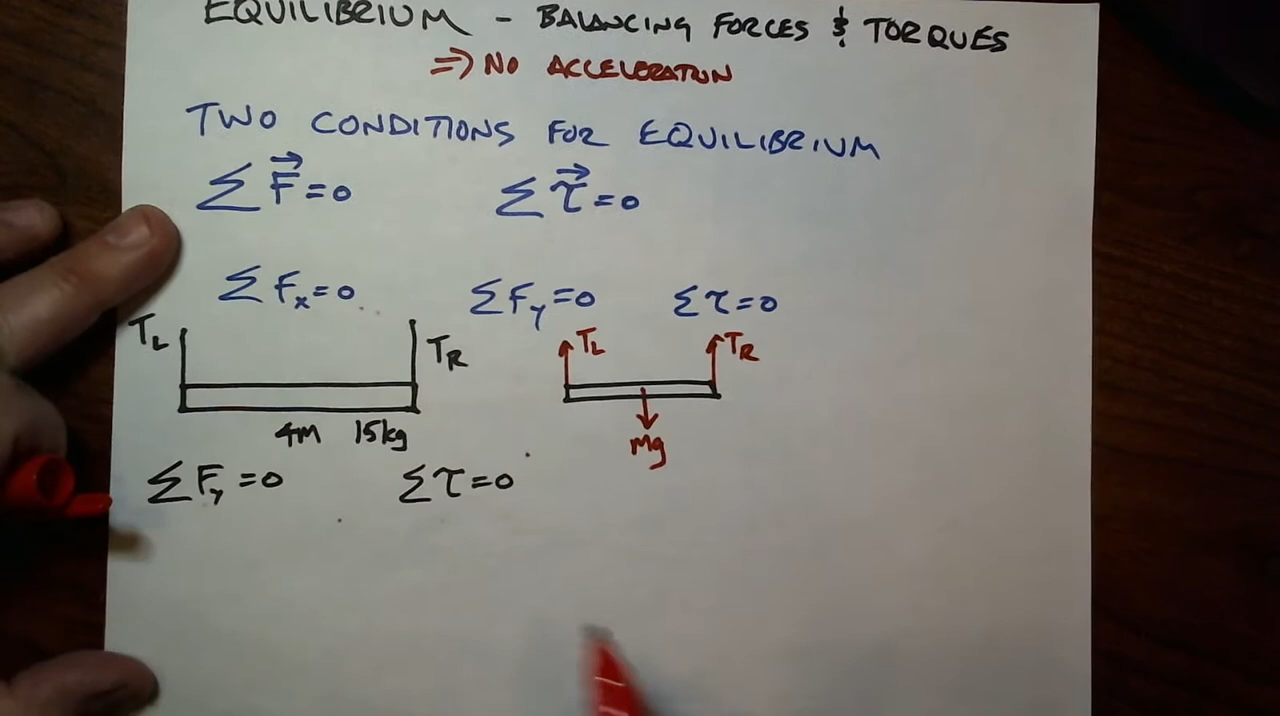 EQUILIBRIUM - BALANCING FORCES & TORQUES
⇒ NO ACCELERATON
TWO CONDITIONS FOR EQUILIBRIUM
∑F⃗=0 ∑τ⃗=0
∑Fx=0 ∑Fy=0 ∑τ=0
TL TR TL TR
4M 15kg mg
∑Fy=0 ∑τ=0